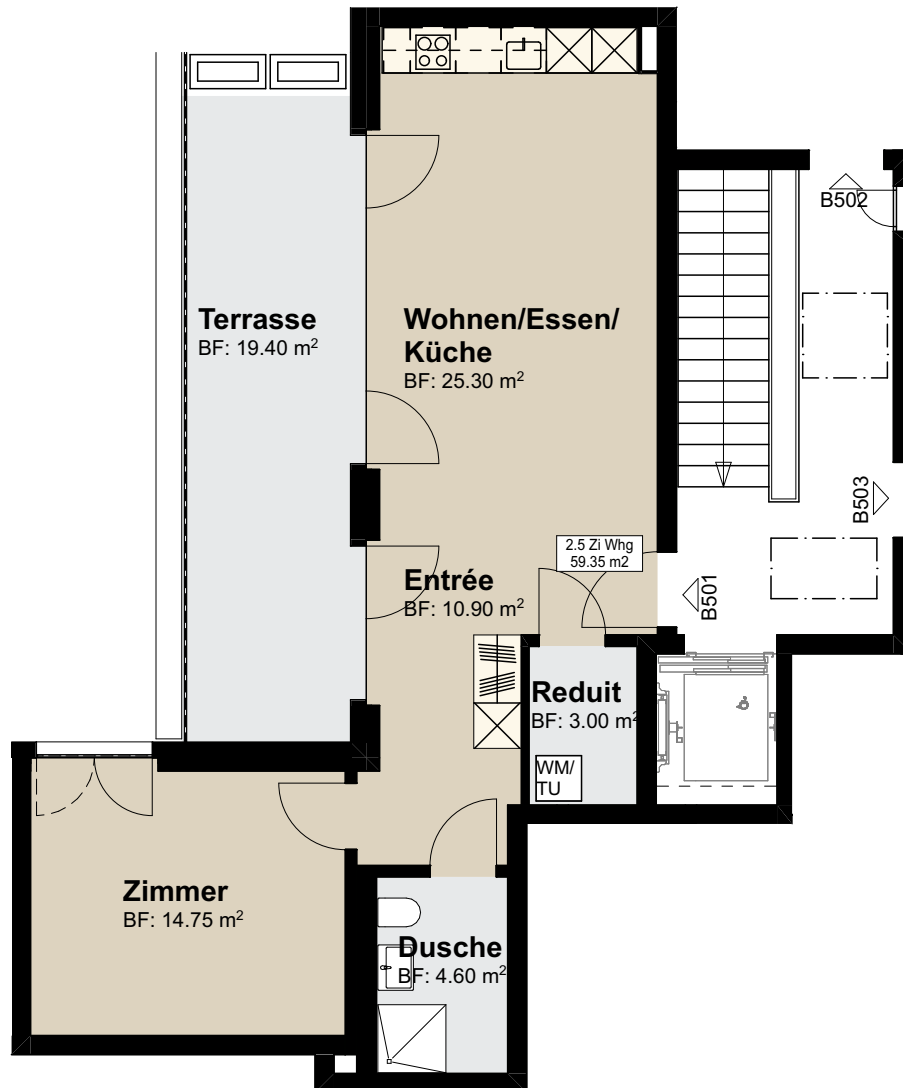 B502
Terrasse
BF: 19.40 m²
Wohnen/Essen/
Küche
BF: 25.30 m²
B503
2.5 Zi Whg
59.35 m2
Entrée
BF: 10.90 m²
B501
Reduit
BF: 3.00 m²
WM/
TU
Zimmer
BF: 14.75 m²
Dusche
BF: 4.60 m²